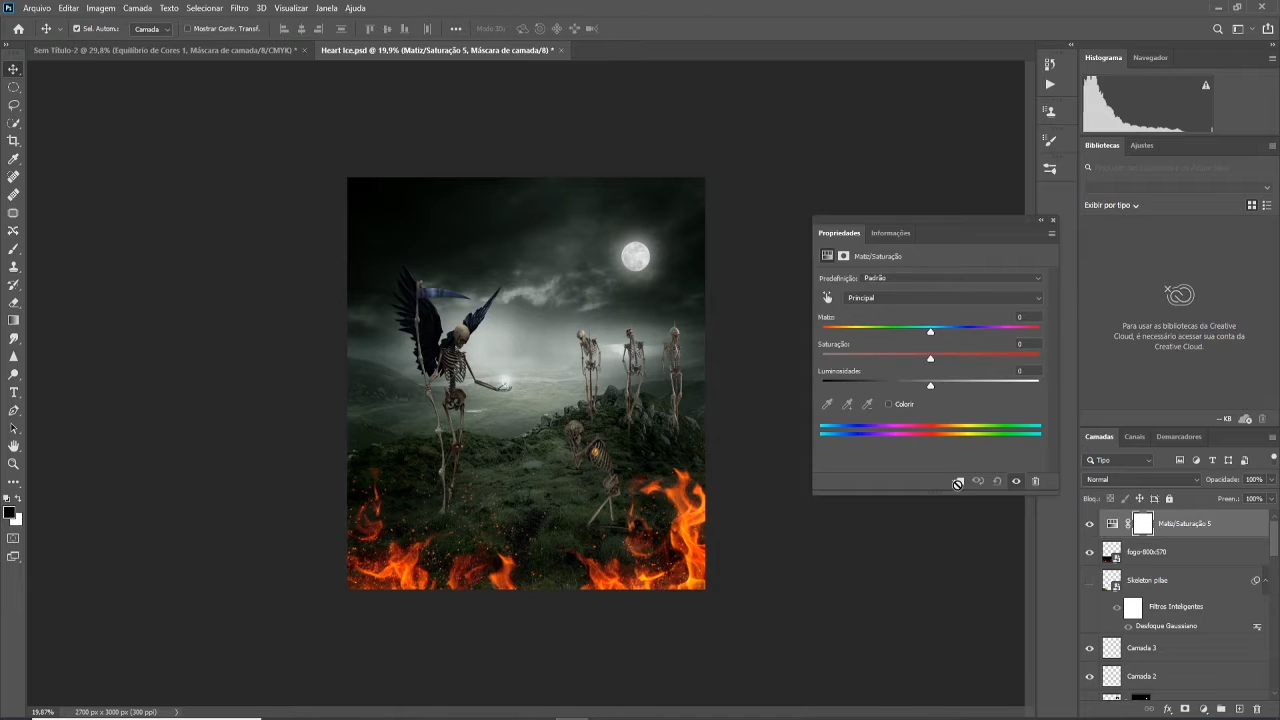 Arquivo Editar Imagem Camada Texto Selecionar Filtro 3D Visualizar Janela Ajuda
Sel. Autom.: Camada Mostrar Contr. Transf. Modo 3D:
Sem Título-2 @ 29,8% (Equilíbrio de Cores 1, Máscara de camada/8/CMYK) *
Heart Ice.psd @ 19,9% (Matiz/Saturação 5, Máscara de camada/8) *
Histograma Navegador
Bibliotecas Ajustes
Exibir por tipo
Para usar as bibliotecas da Creative
Cloud, é necessário acessar sua conta da
Creative Cloud.
-- KB
Propriedades Informações
Matiz/Saturação
Predefinição: Padrão
Principal
Matiz: 0
Saturação: 0
Luminosidade: 0
Colorir
Camadas Canais Demarcadores
Tipo
Normal Opacidade: 100%
Bloq.: Preen.: 100%
Matiz/Saturação 5
fogo-800x570
Skeleton pilae
Filtros Inteligentes
Desfoque Gaussiano
Camada 3
Camada 2
19,87% 2700 px x 3000 px (300 ppi)